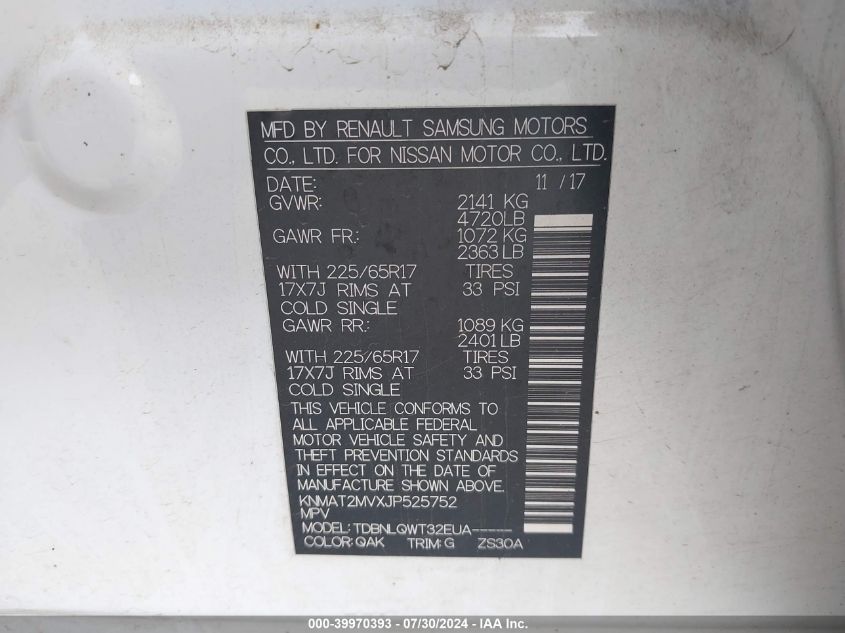 MFD BY RENAULT SAMSUNG MOTORS
CO., LTD. FOR NISSAN MOTOR CO., LTD.
DATE: 11 / 17
GVWR: 2141 KG
4720LB
GAWR FR.: 1072 KG
2363 LB
WITH 225/65R17 TIRES
17X7J RIMS AT 33 PSI
COLD SINGLE
GAWR RR.: 1089 KG
2401 LB
WITH 225/65R17 TIRES
17X7J RIMS AT 33 PSI
COLD SINGLE
THIS VEHICLE CONFORMS TO
ALL APPLICABLE FEDERAL
MOTOR VEHICLE SAFETY AND
THEFT PREVENTION STANDARDS
IN EFFECT ON THE DATE OF
MANUFACTURE SHOWN ABOVE.
KNMAT2MVXJP525752
MPV
MODEL: TDBNLQWT32EUA-----
COLOR: QAK TRIM: G ZS30A
000-39970393 - 07/30/2024 - IAA Inc.